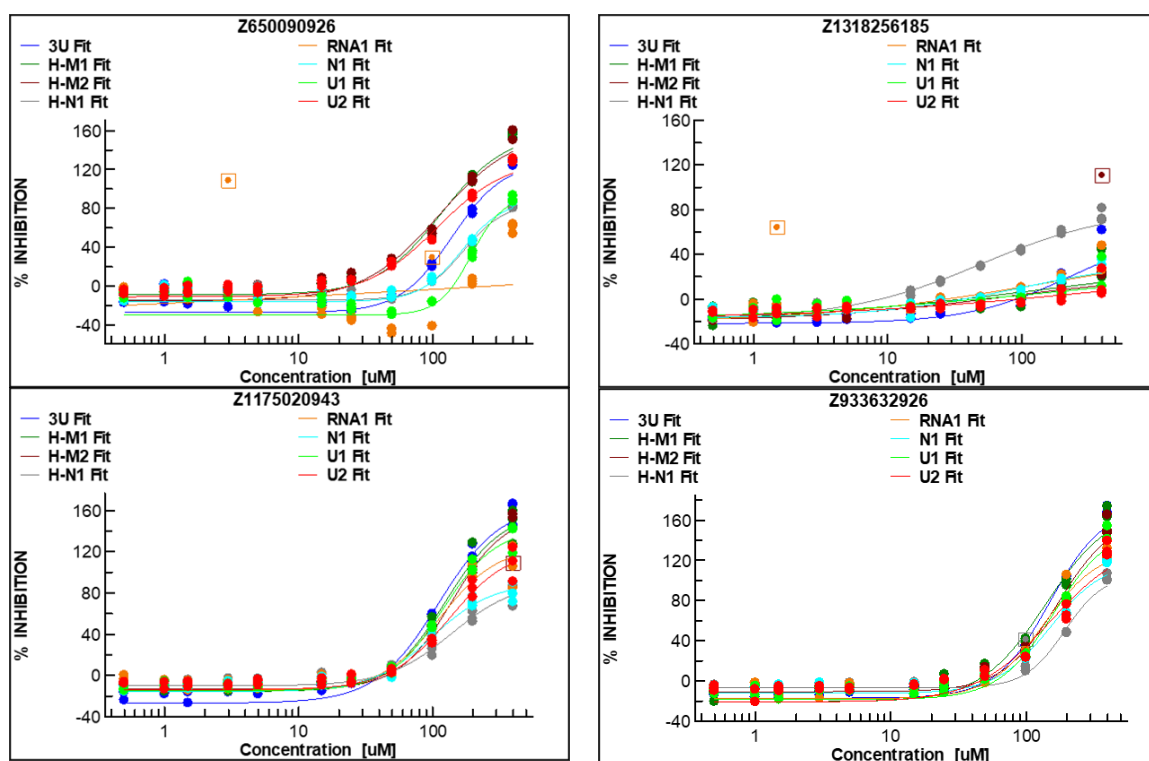 Z650090926
3U Fit RNA1 Fit
H-M1 Fit N1 Fit
H-M2 Fit U1 Fit
H-N1 Fit U2 Fit
160
120
80
40
0
-40
% INHIBITION
1 10 100
Concentration [uM]
Z1318256185
3U Fit RNA1 Fit
H-M1 Fit N1 Fit
H-M2 Fit U1 Fit
H-N1 Fit U2 Fit
160
120
80
40
0
-40
% INHIBITION
1 10 100
Concentration [uM]
Z1175020943
3U Fit RNA1 Fit
H-M1 Fit N1 Fit
H-M2 Fit U1 Fit
H-N1 Fit U2 Fit
160
120
80
40
0
-40
% INHIBITION
1 10 100
Concentration [uM]
Z933632926
3U Fit RNA1 Fit
H-M1 Fit N1 Fit
H-M2 Fit U1 Fit
H-N1 Fit U2 Fit
160
120
80
40
0
-40
% INHIBITION
1 10 100
Concentration [uM]